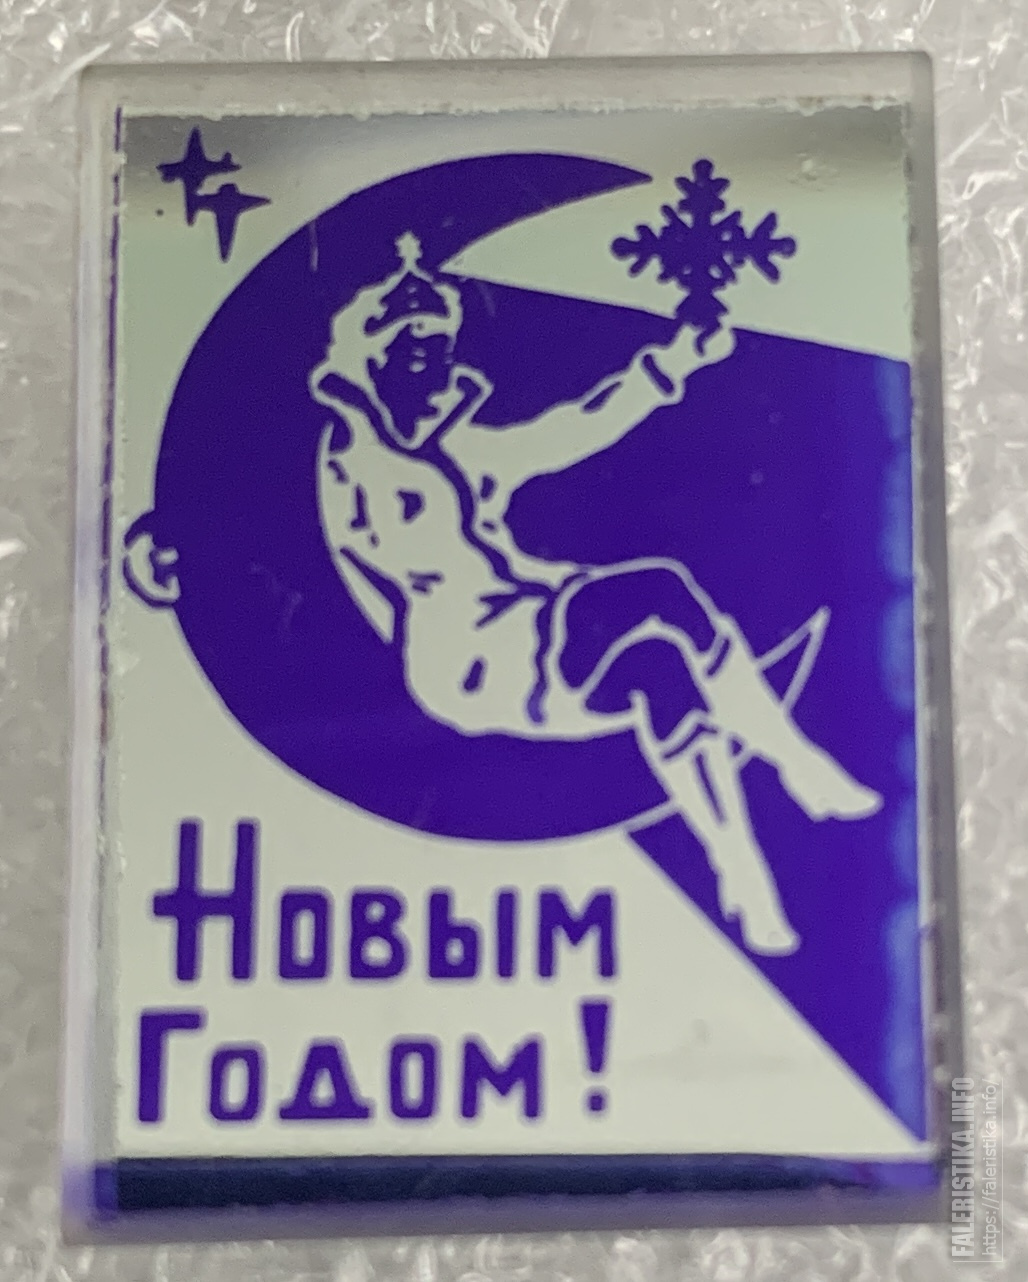 Новым
Годом!
FALERISTIKA.INFO
https://faleristika.info/